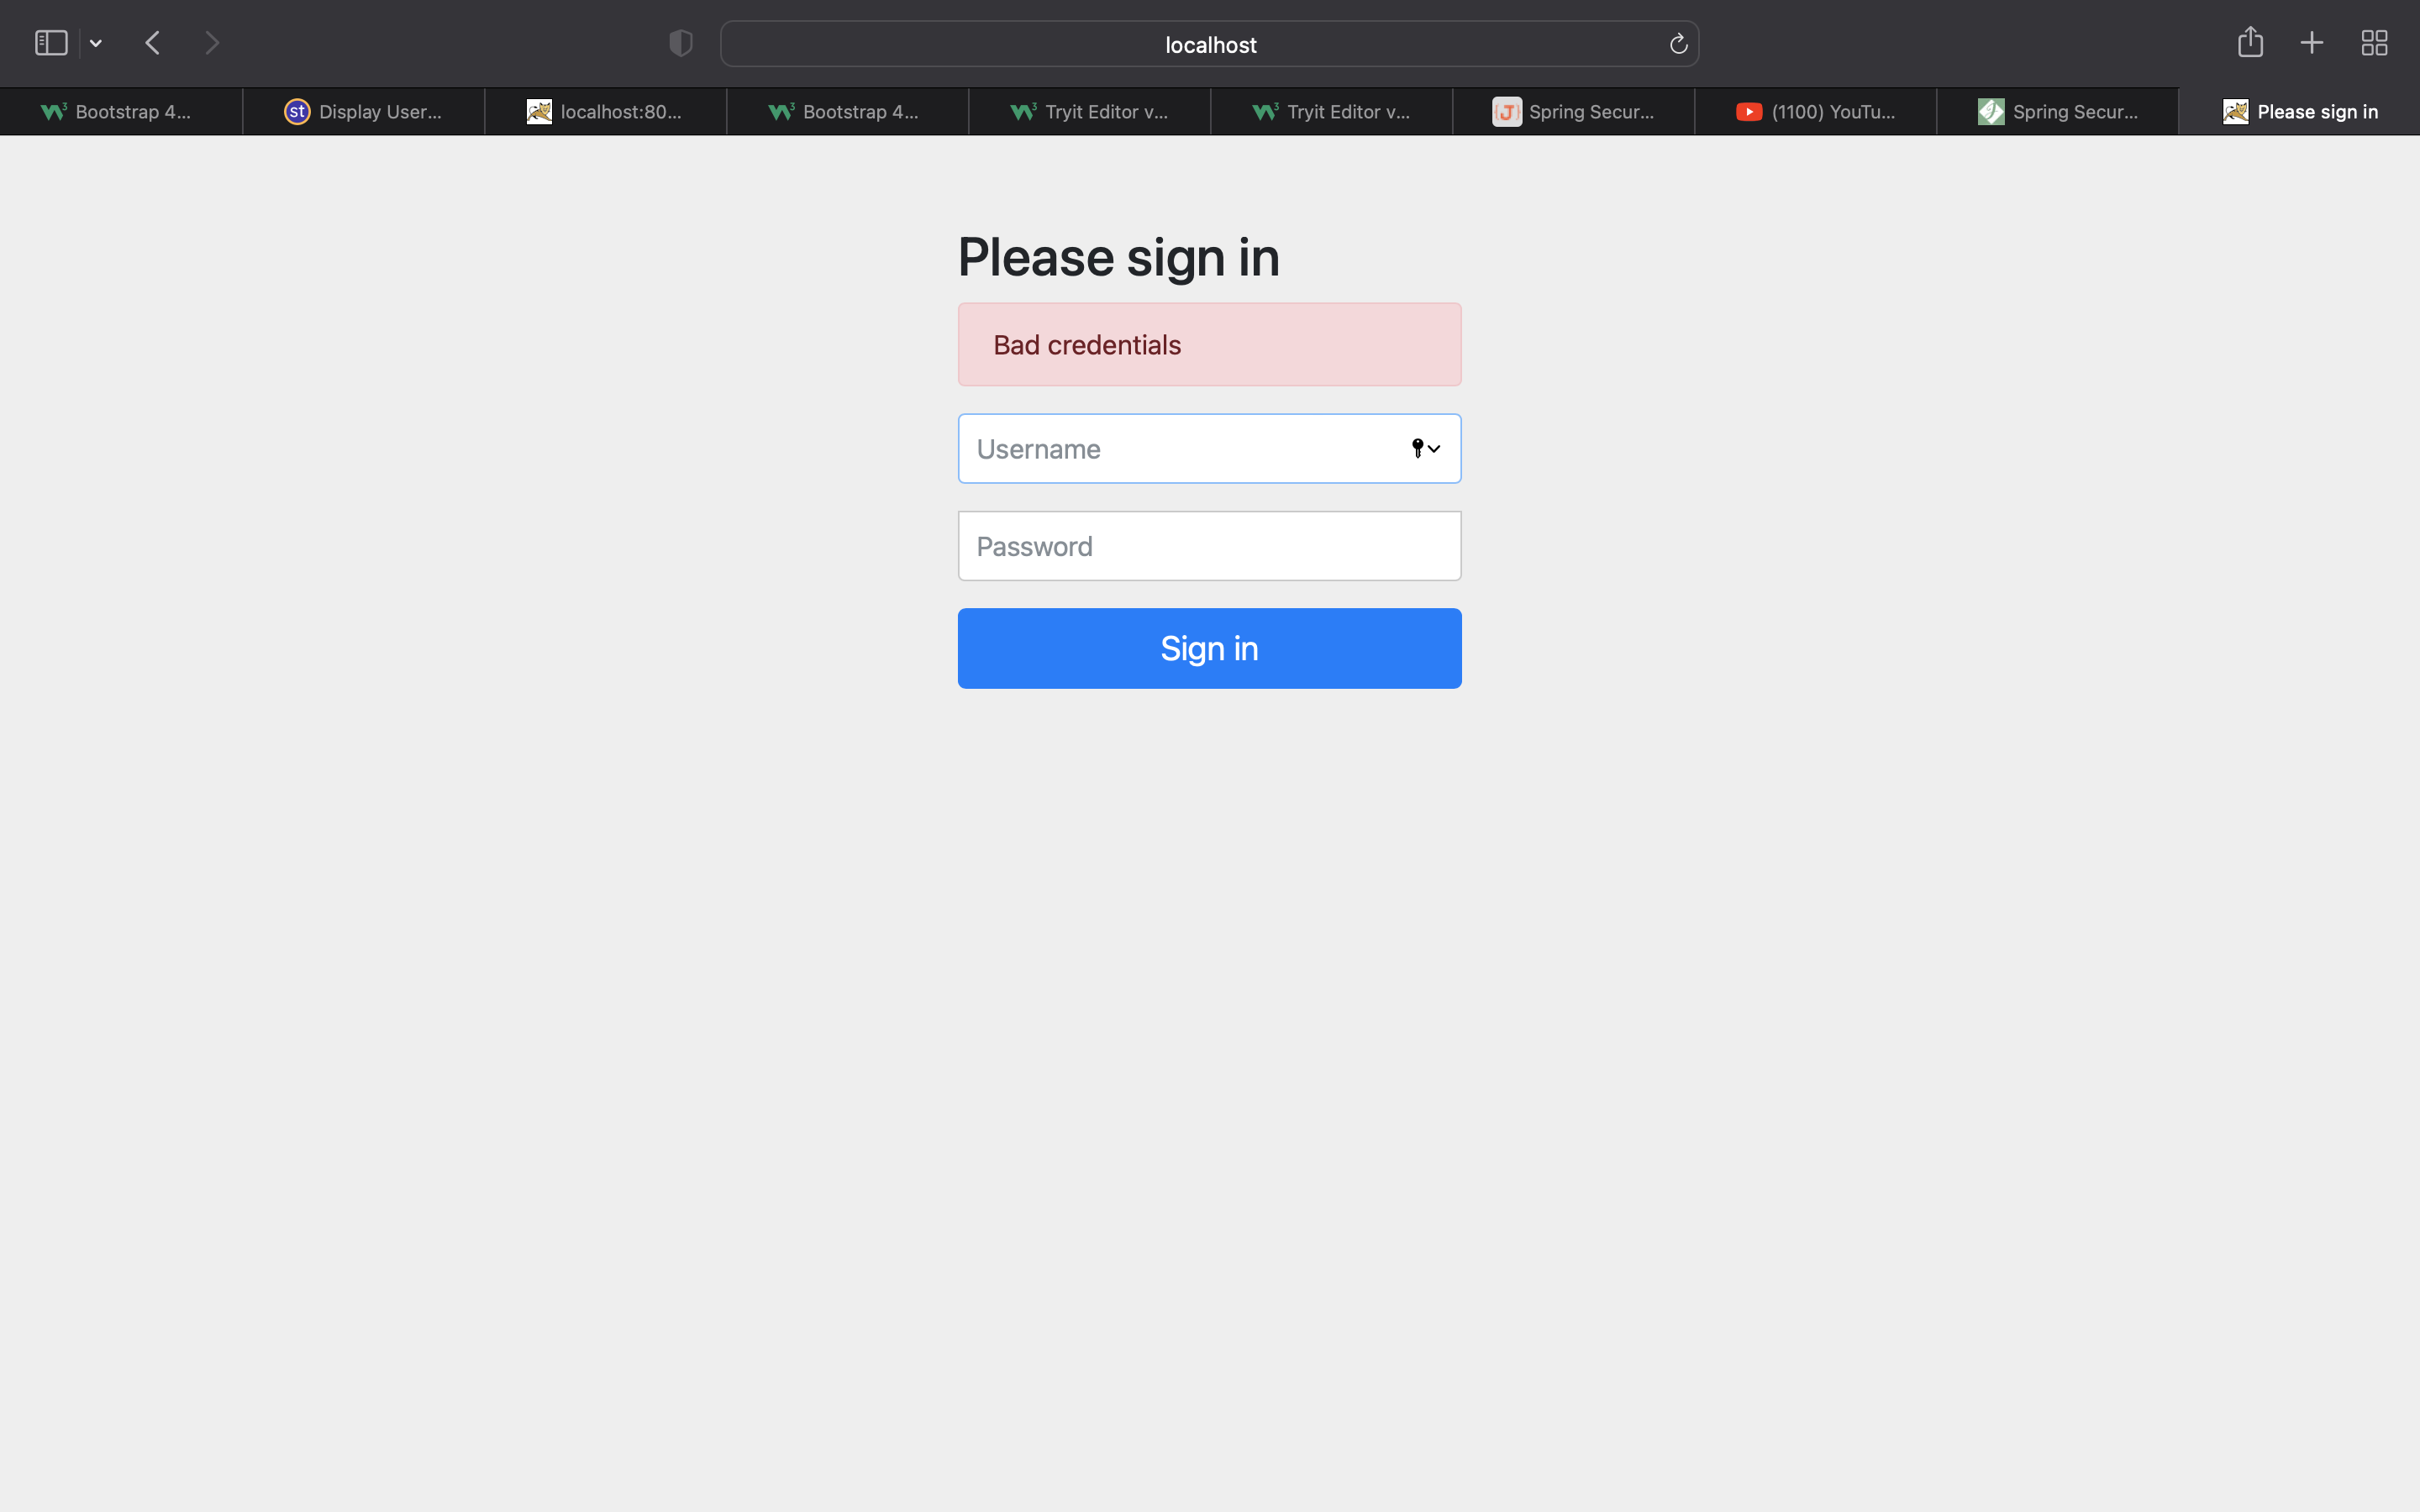 localhost
Bootstrap 4...
st Display User...
localhost:80...
Bootstrap 4...
Tryit Editor v...
Tryit Editor v...
{J} Spring Secur...
(1100) YouTu...
Spring Secur...
Please sign in
Please sign in
Bad credentials
Username
Password
Sign in